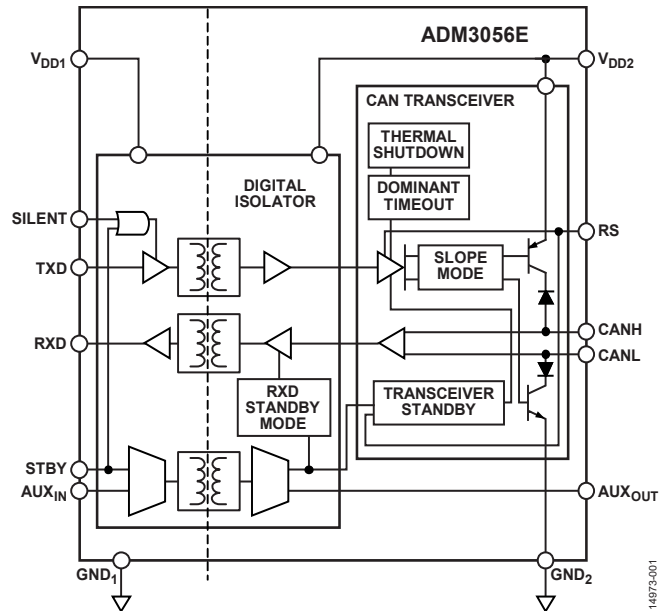 ADM3056E
VDD1
VDD2
CAN TRANSCEIVER
THERMAL
SHUTDOWN
DIGITAL
ISOLATOR
DOMINANT
TIMEOUT
SILENT
RS
TXD
SLOPE
MODE
RXD
CANH
CANL
RXD
STANDBY
MODE
TRANSCEIVER
STANDBY
STBY
AUXIN
AUXOUT
GND1
GND2
14973-001